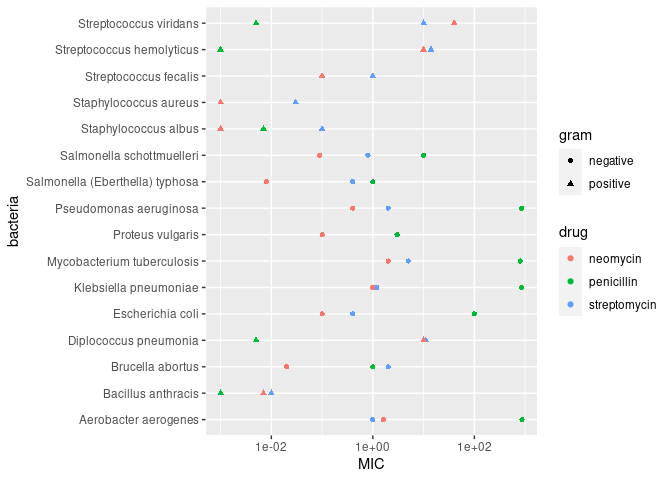 Streptococcus viridans
Streptococcus hemolyticus
Streptococcus fecalis
Staphylococcus aureus
Staphylococcus albus
Salmonella schottmuelleri
Salmonella (Eberthella) typhosa
Pseudomonas aeruginosa
Proteus vulgaris
Mycobacterium tuberculosis
Klebsiella pneumoniae
Escherichia coli
Diplococcus pneumonia
Brucella abortus
Bacillus anthracis
Aerobacter aerogenes
bacteria
1e-02 1e+00 1e+02
MIC
gram
negative
positive
drug
neomycin
penicillin
streptomycin